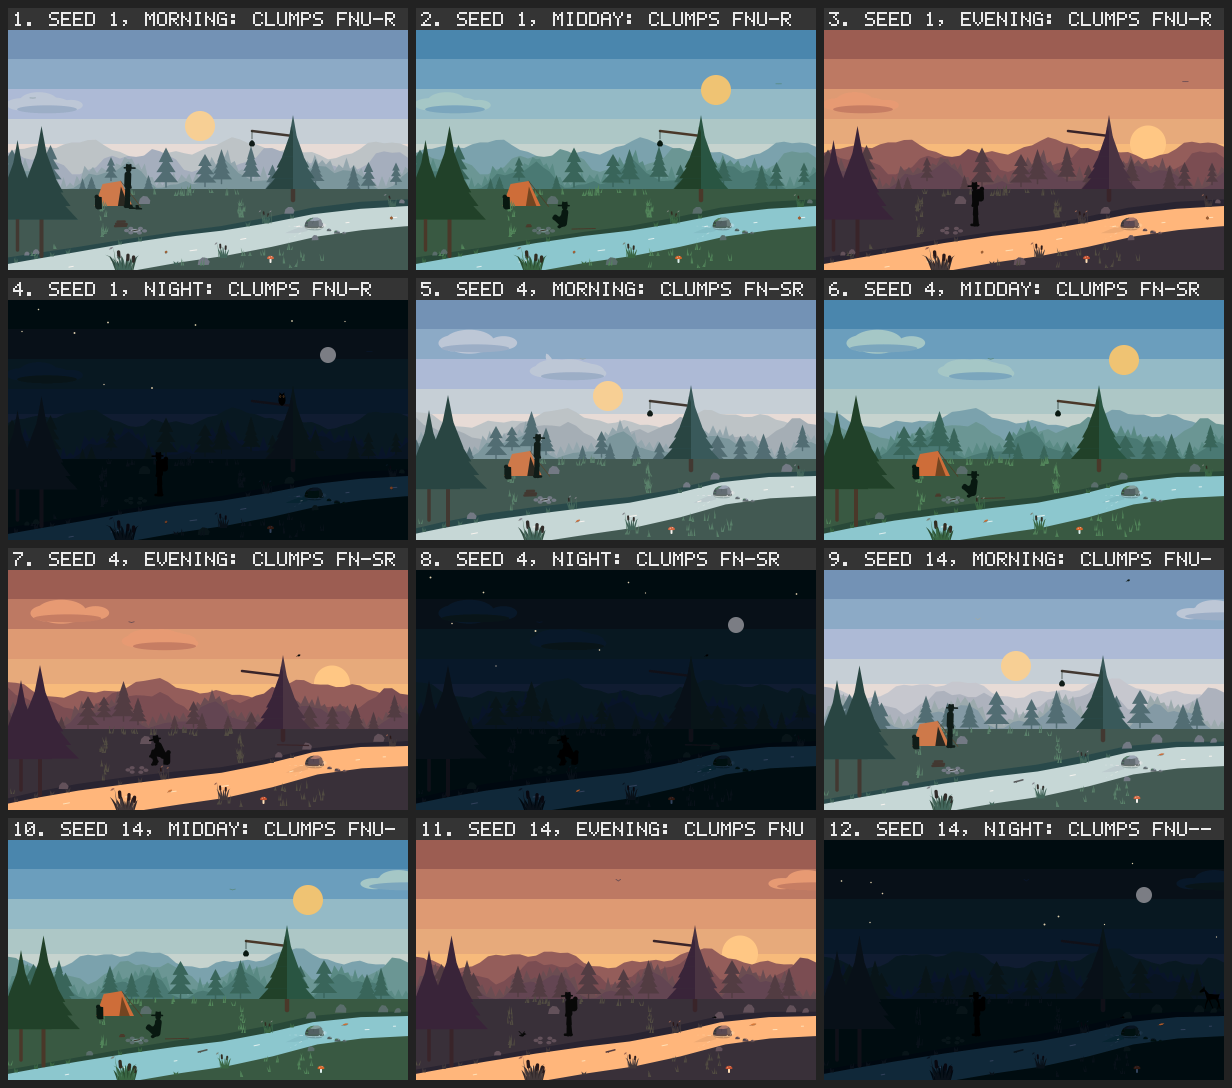 1. SEED 1, MORNING: CLUMPS FNU-R
2. SEED 1, MIDDAY: CLUMPS FNU-R
3. SEED 1, EVENING: CLUMPS FNU-R
4. SEED 1, NIGHT: CLUMPS FNU-R
5. SEED 4, MORNING: CLUMPS FN-SR
6. SEED 4, MIDDAY: CLUMPS FN-SR
7. SEED 4, EVENING: CLUMPS FN-SR
8. SEED 4, NIGHT: CLUMPS FN-SR
9. SEED 14, MORNING: CLUMPS FNU-
10. SEED 14, MIDDAY: CLUMPS FNU-
11. SEED 14, EVENING: CLUMPS FNU
12. SEED 14, NIGHT: CLUMPS FNU--